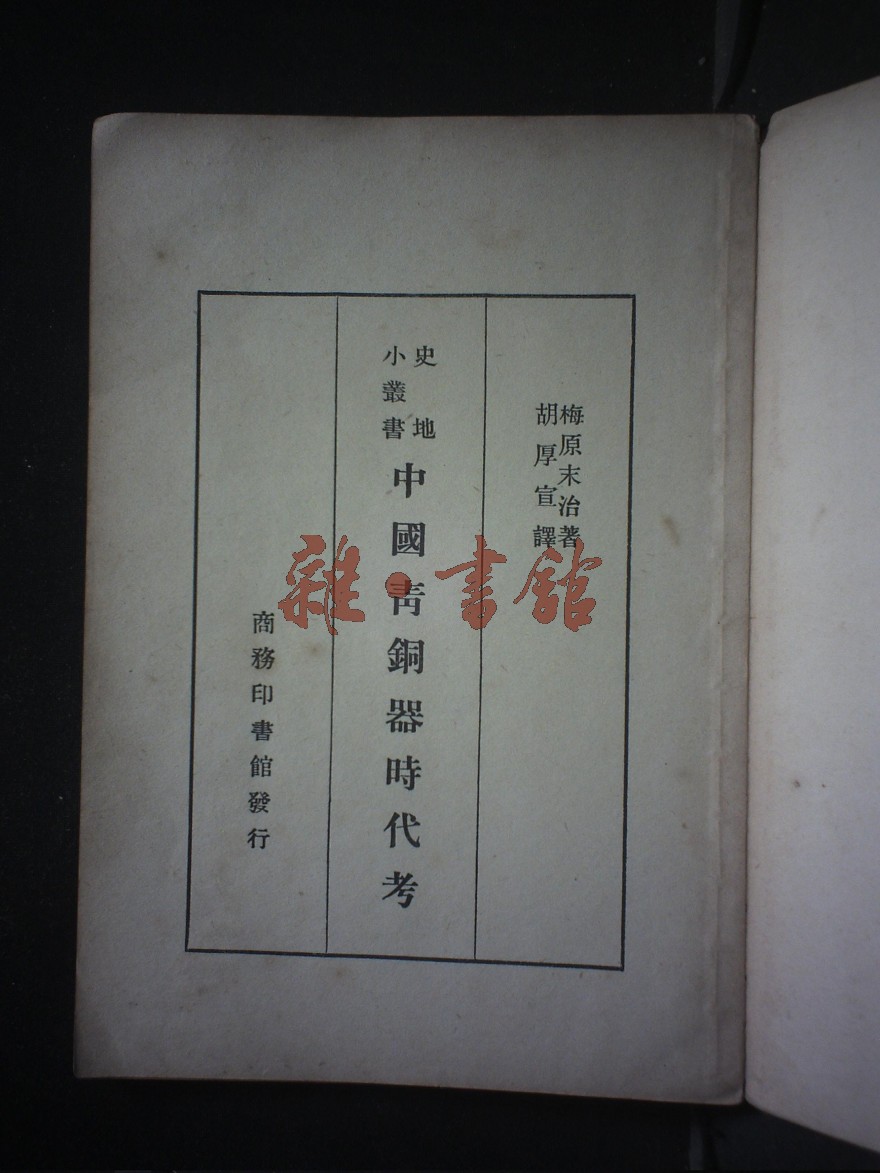 梅原末治著
胡厚宣譯
史地
小叢書
中國青銅器時代考
商務印書館發行
雜·書館